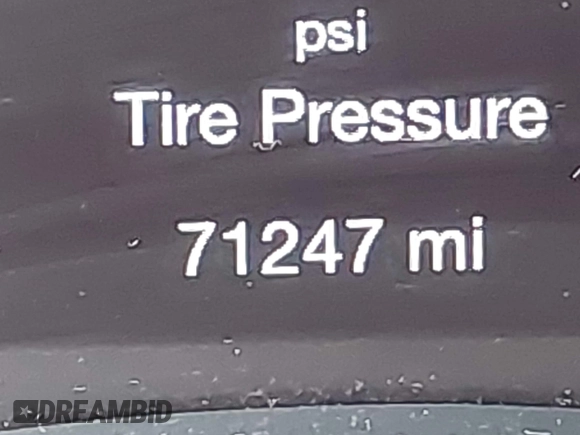 psi
Tire Pressure
71247 mi
DREAMBID